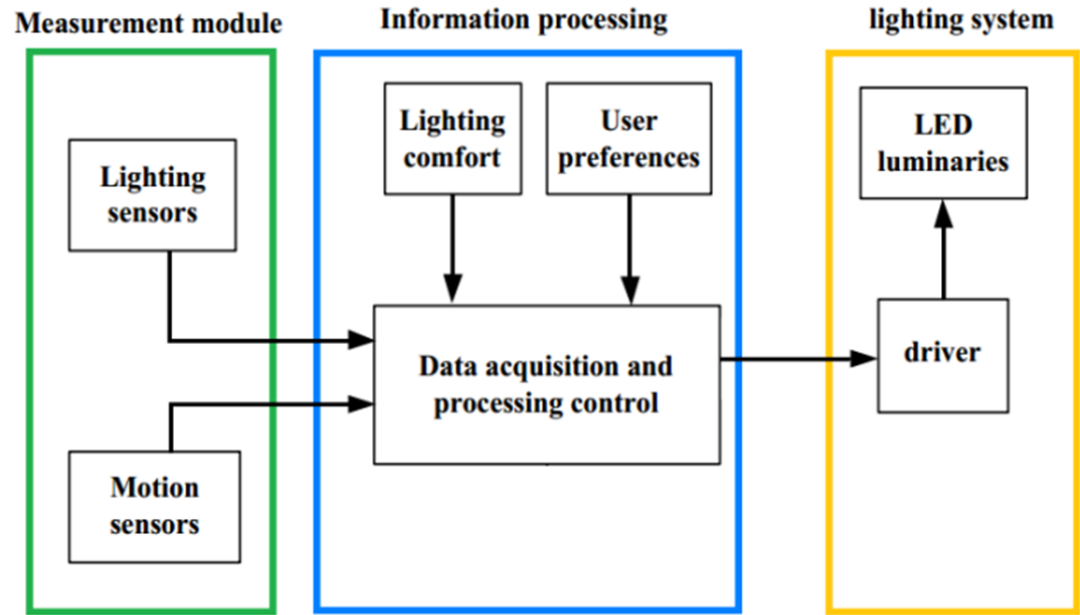 Measurement module
Information processing
lighting system
Lighting
sensors
Motion
sensors
Lighting
comfort
User
preferences
Data acquisition and
processing control
LED
luminaries
driver